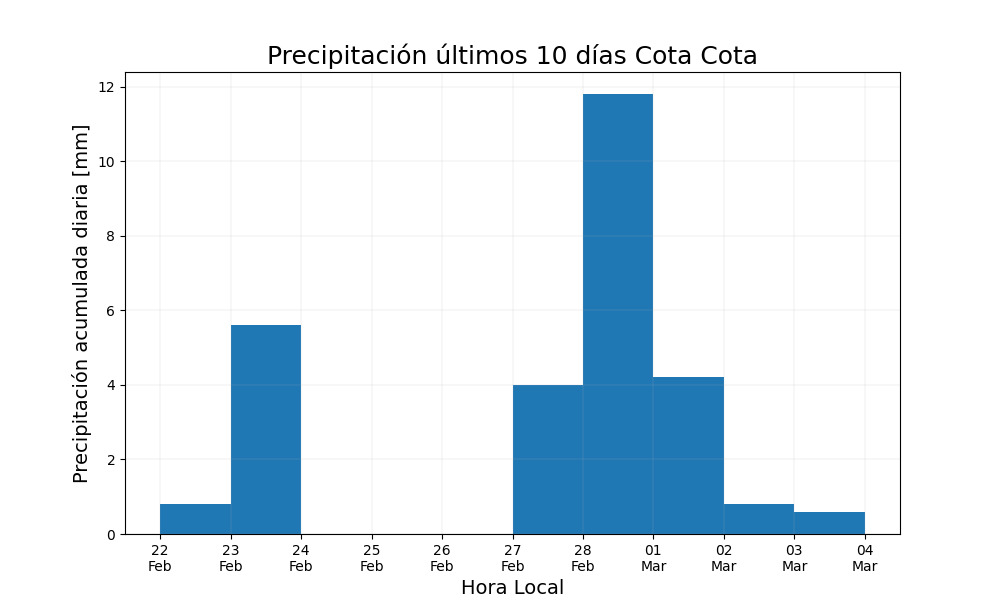 Precipitación últimos 10 días Cota Cota
Precipitación acumulada diaria [mm]
12
10
8
6
4
2
0
22 23 24 25 26 27 28 01 02 03 04
Feb Feb Feb Feb Feb Feb Feb Mar Mar Mar Mar
Hora Local